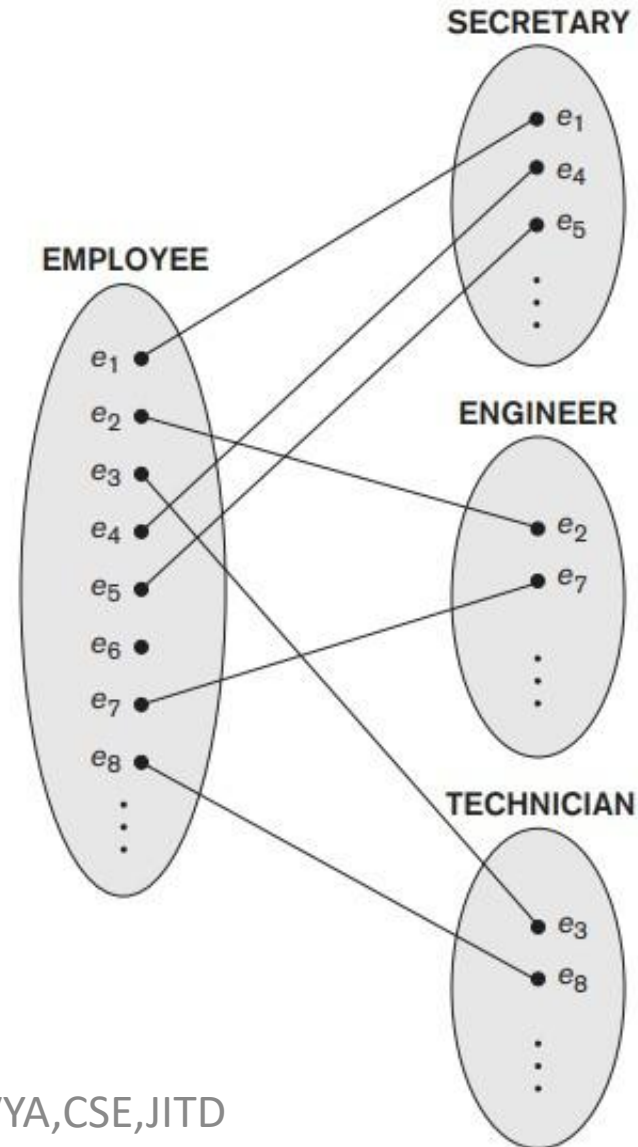 SECRETARY
e1
e4
e5
EMPLOYEE
e1
e2
e3
e4
e5
e6
e7
e8
ENGINEER
e2
e7
TECHNICIAN
e3
e8
YA,CSE,JITD